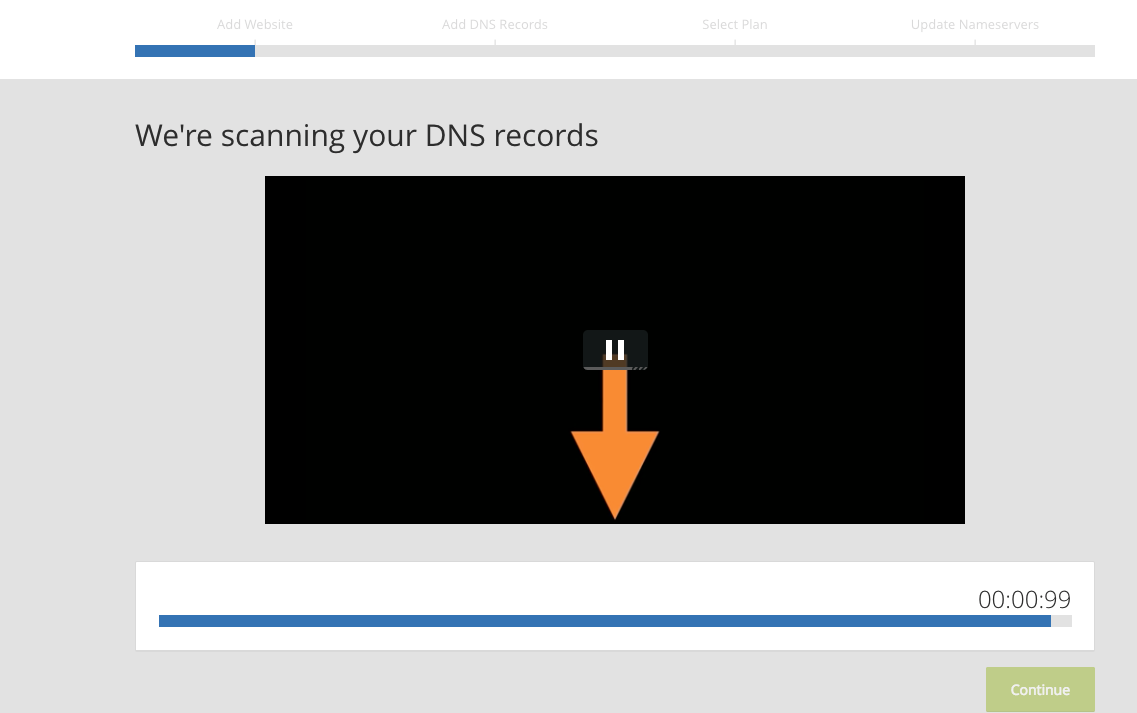 Add Website
Add DNS Records
Select Plan
Update Nameservers
We're scanning your DNS records
00:00:99
Continue